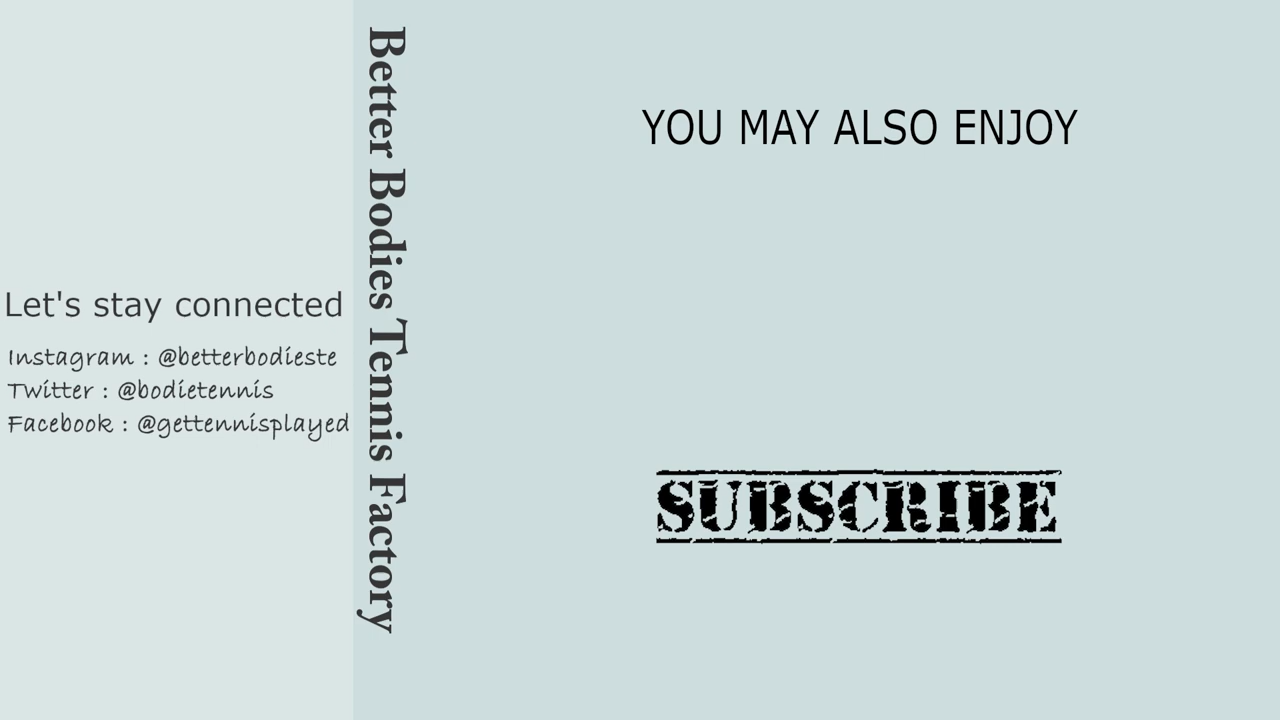 Let's stay connected
Instagram : @betterbodieste
Twitter : @bodietennis
Facebook : @gettennisplayed
Better Bodies Tennis Factory
YOU MAY ALSO ENJOY
SUBSCRIBE